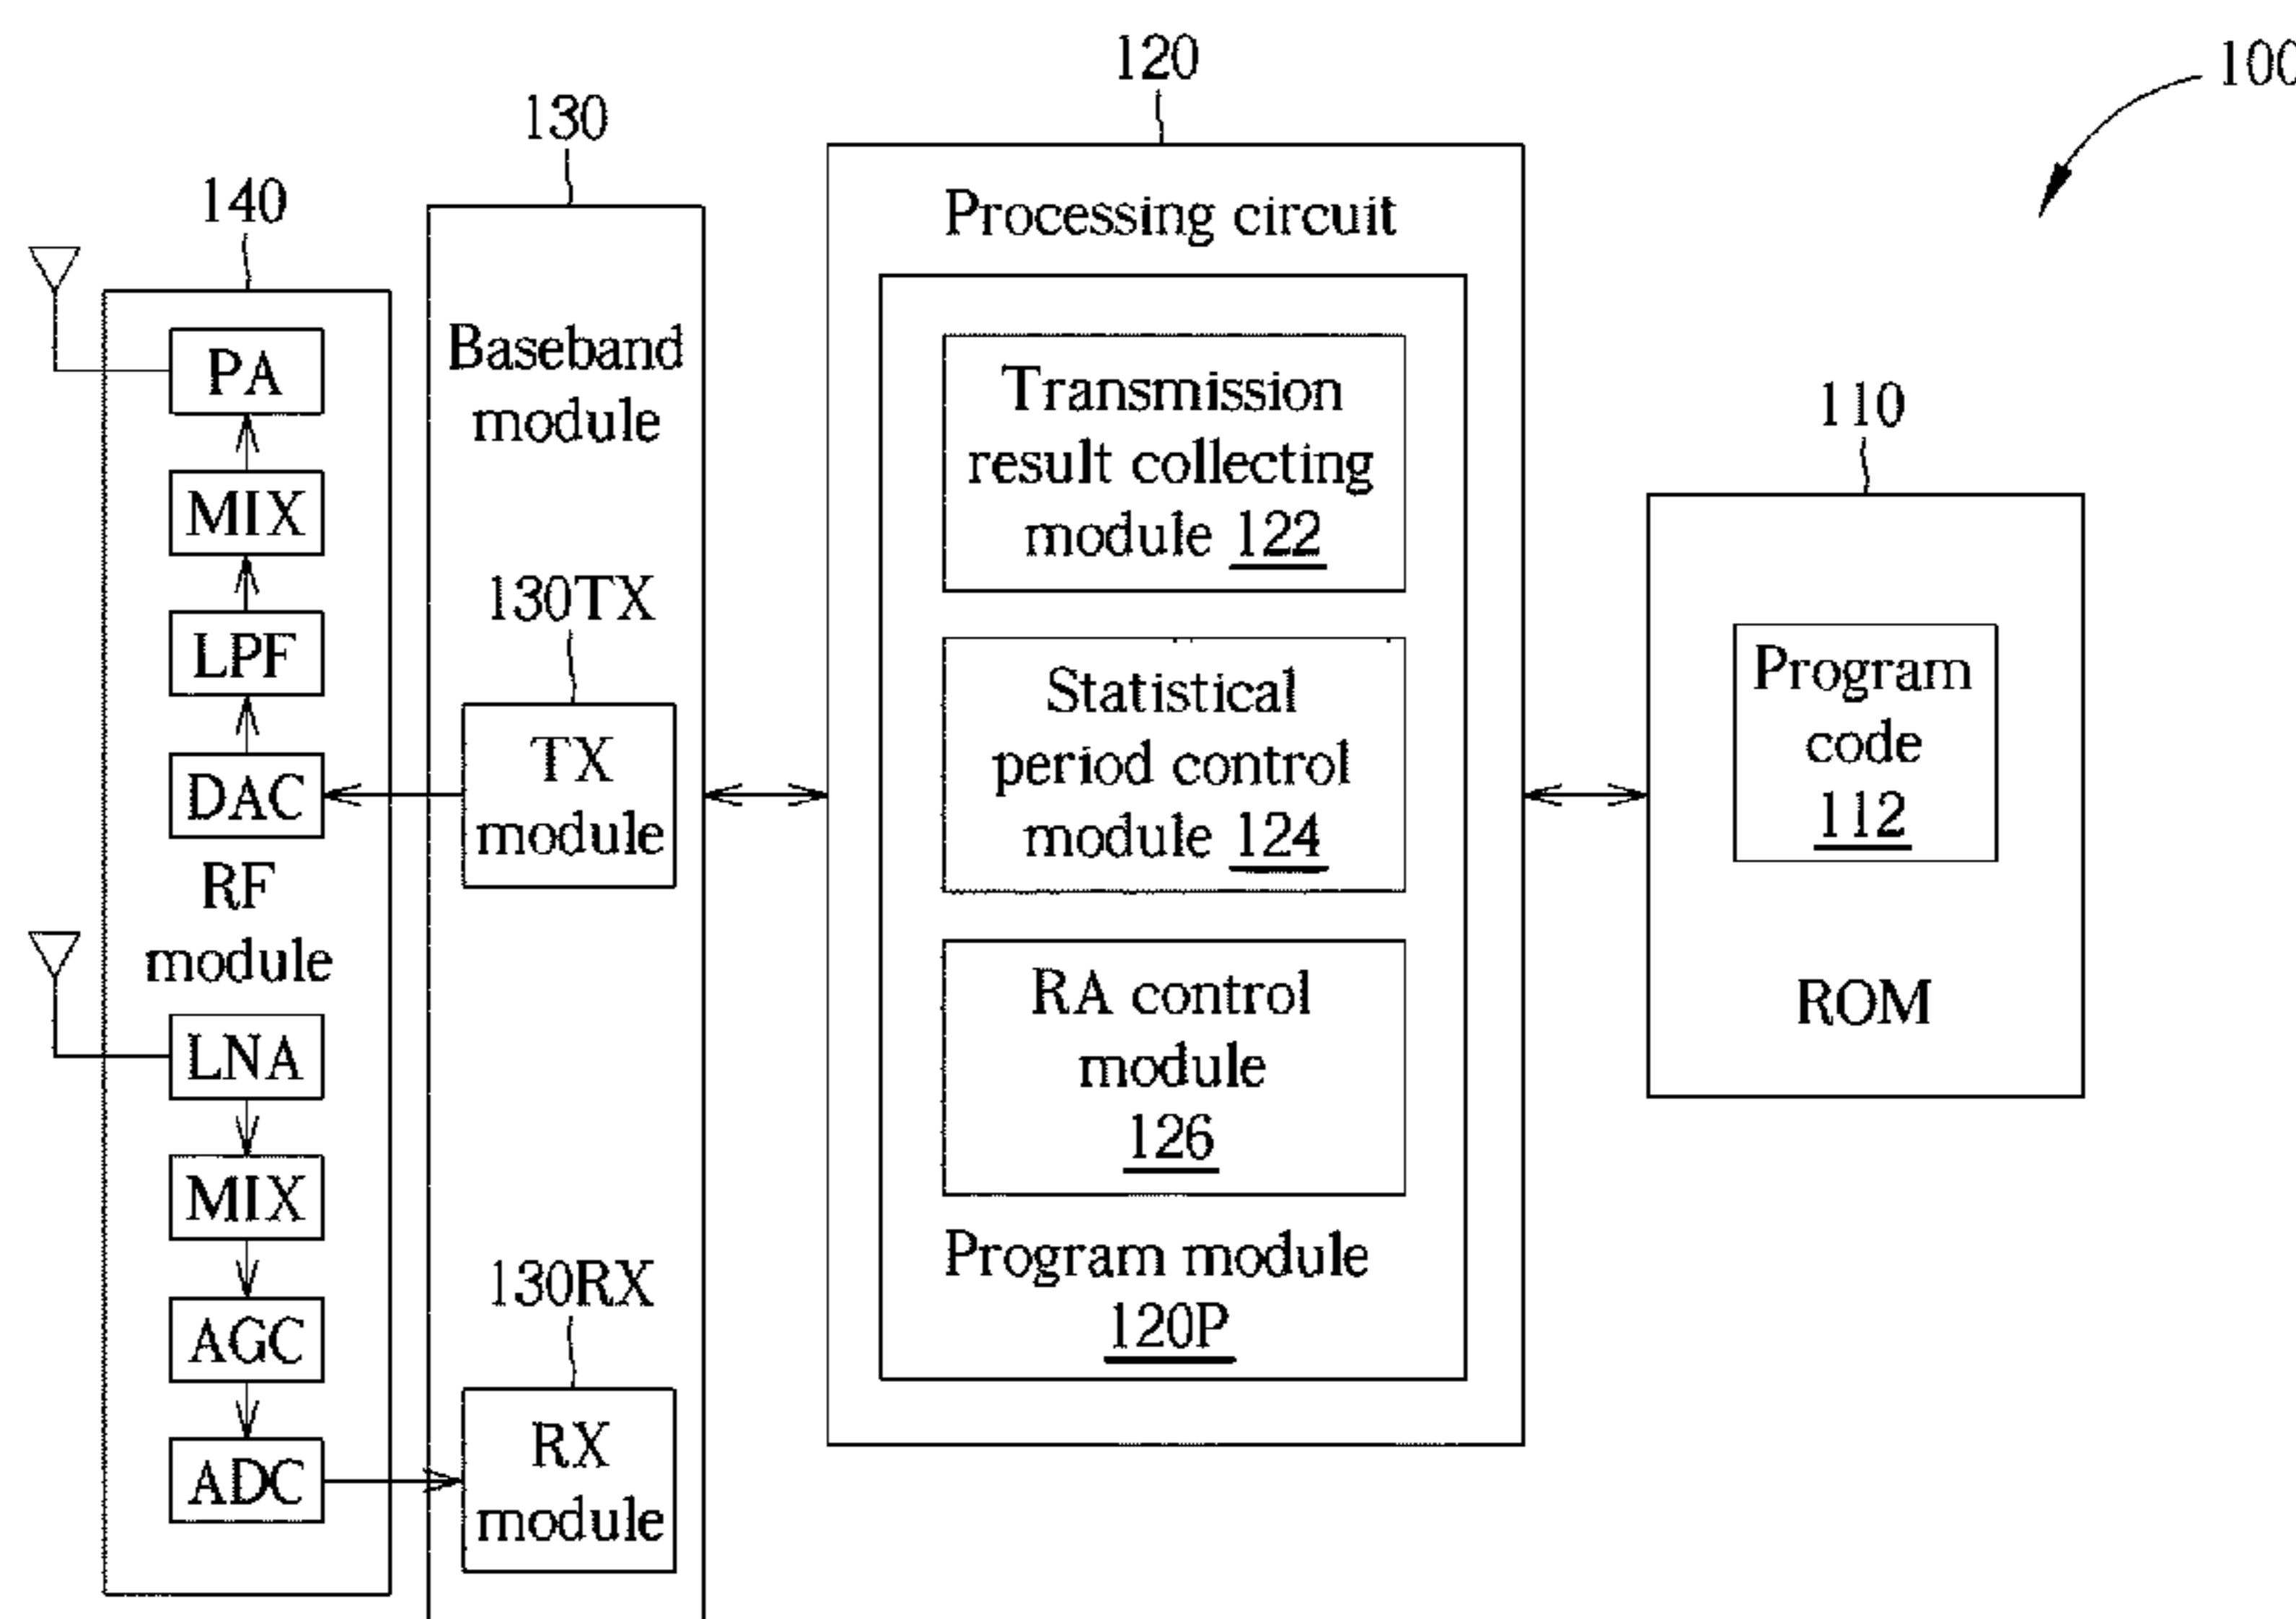 100
120
130
140
110
PA
MIX
LPF
DAC
RF
module
LNA
MIX
AGC
ADC
Baseband
module
130TX
TX
module
130RX
RX
module
Processing circuit
Transmission
result collecting
module 122
Statistical
period control
module 124
RA control
module
126
Program module
120P
Program
code
112
ROM